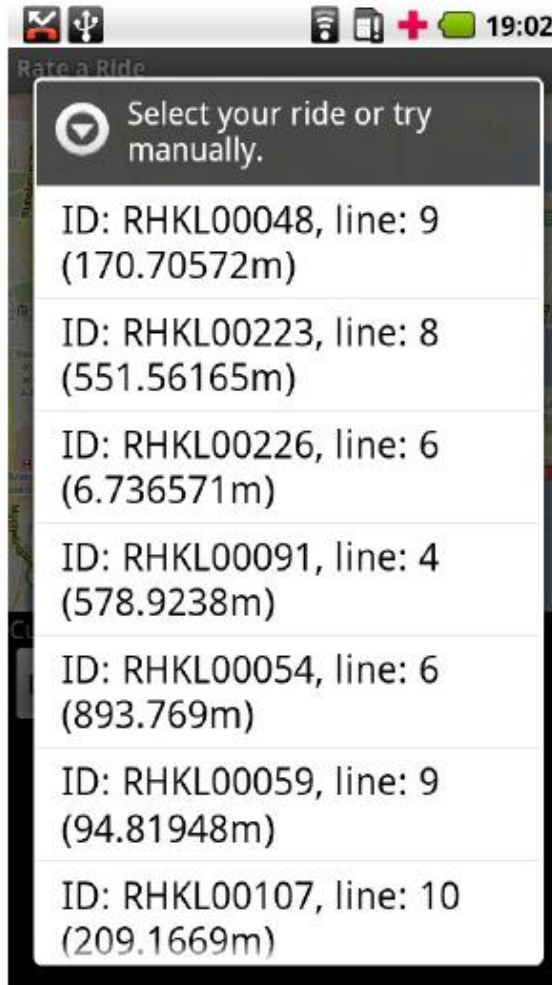 19:02
Rate a Ride
Select your ride or try
manually.
ID: RHKL00048, line: 9
(170.70572m)
ID: RHKL00223, line: 8
(551.56165m)
ID: RHKL00226, line: 6
(6.736571m)
ID: RHKL00091, line: 4
(578.9238m)
ID: RHKL00054, line: 6
(893.769m)
ID: RHKL00059, line: 9
(94.81948m)
ID: RHKL00107, line: 10
(209.1669m)